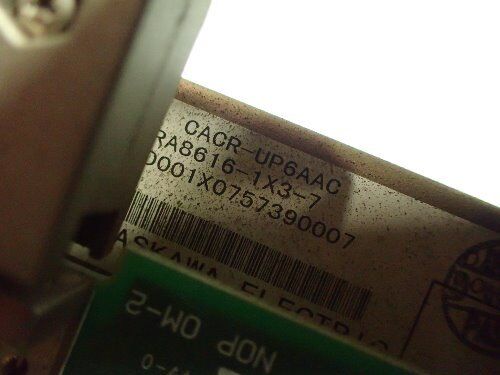 CACR-UP6AAC
RA8616-1X3-7
D001X0757390007
ASKAWA ELECTRIC
NOP OM-2